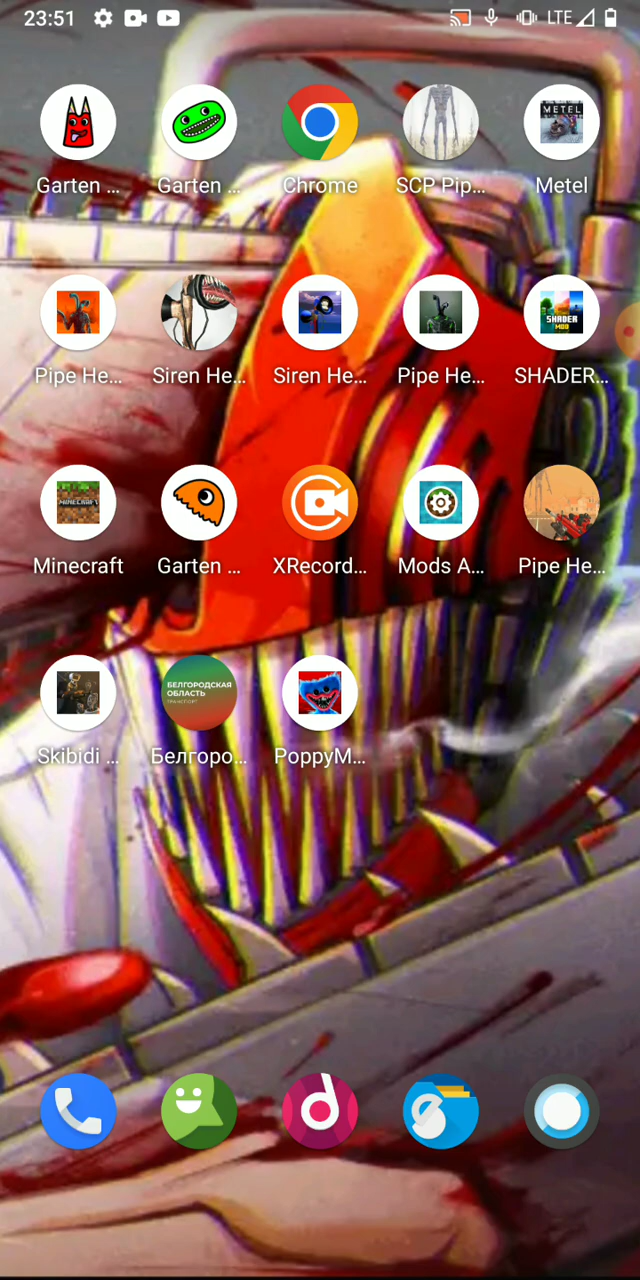 23:51 LTE
Garten ... Garten ... Chrome SCP Pip... Metel
METEL
Pipe He... Siren He... Siren He... Pipe He... SHADER...
SHADER
MOD
MINECRAFT
Minecraft Garten ... XRecord... Mods A... Pipe He...
БЕЛГОРОДСКАЯ
ОБЛАСТЬ
ТРАНСПОРТ
Skibidi ... Белгоро... PoppyM...